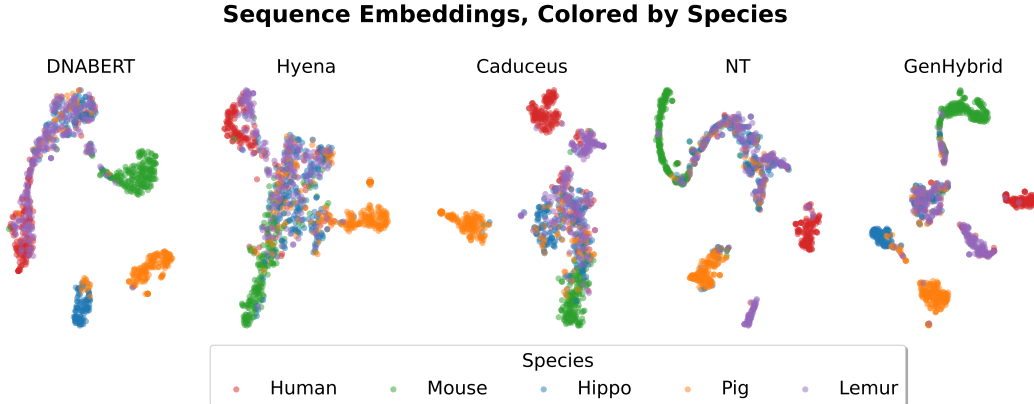 Sequence Embeddings, Colored by Species
DNABERT Hyena Caduceus NT GenHybrid
Species
Human Mouse Hippo Pig Lemur